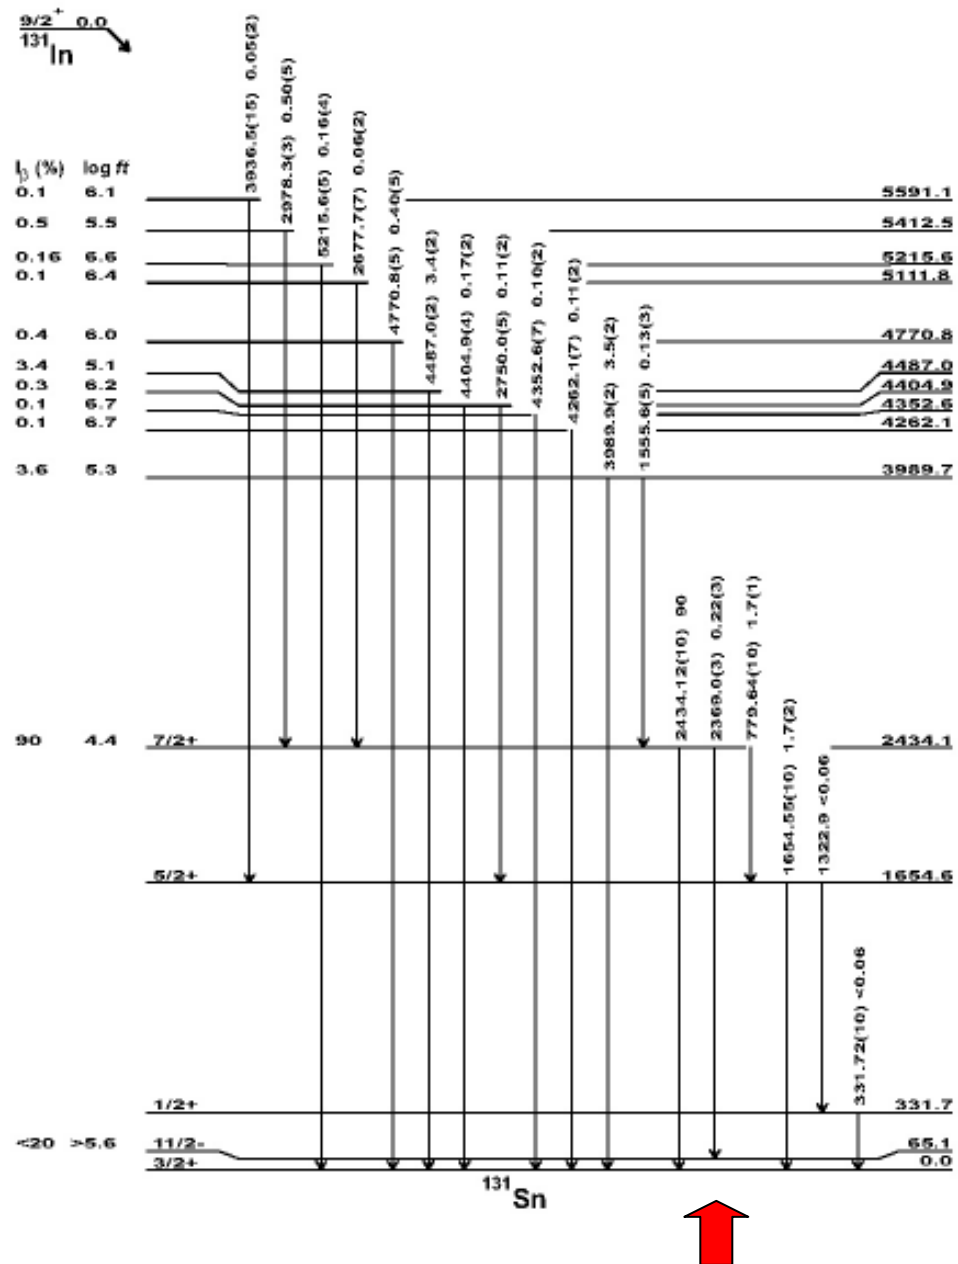 9/2+ 0.0
131In
Iβ (%) log ft
3936.5(15) 0.05(2)
2978.3(3) 0.50(5)
5215.6(5) 0.16(4)
2677.7(7) 0.06(2)
4770.8(5) 0.40(5)
4487.0(2) 3.4(2)
4404.9(4) 0.17(2)
2750.0(5) 0.11(2)
4352.6(7) 0.10(2)
4262.1(7) 0.11(2)
3989.9(2) 3.5(2)
1555.6(5) 0.13(3)
0.1 6.1 5591.1
0.5 5.5 5412.5
0.16 6.6 5215.6
0.1 6.4 5111.8
0.4 6.0 4770.8
3.4 5.1 4487.0
0.3 6.2 4404.9
0.1 6.7 4352.6
0.1 6.7 4262.1
3.6 5.3 3989.7
2434.12(10) 90
2369.0(3) 0.22(3)
779.64(10) 1.7(1)
90 4.4 7/2+ 2434.1
1654.55(10) 1.7(2)
1322.9 <0.06
5/2+ 1654.6
331.72(10) <0.06
1/2+ 331.7
<20 >5.6 11/2- 65.1
3/2+ 0.0
131Sn